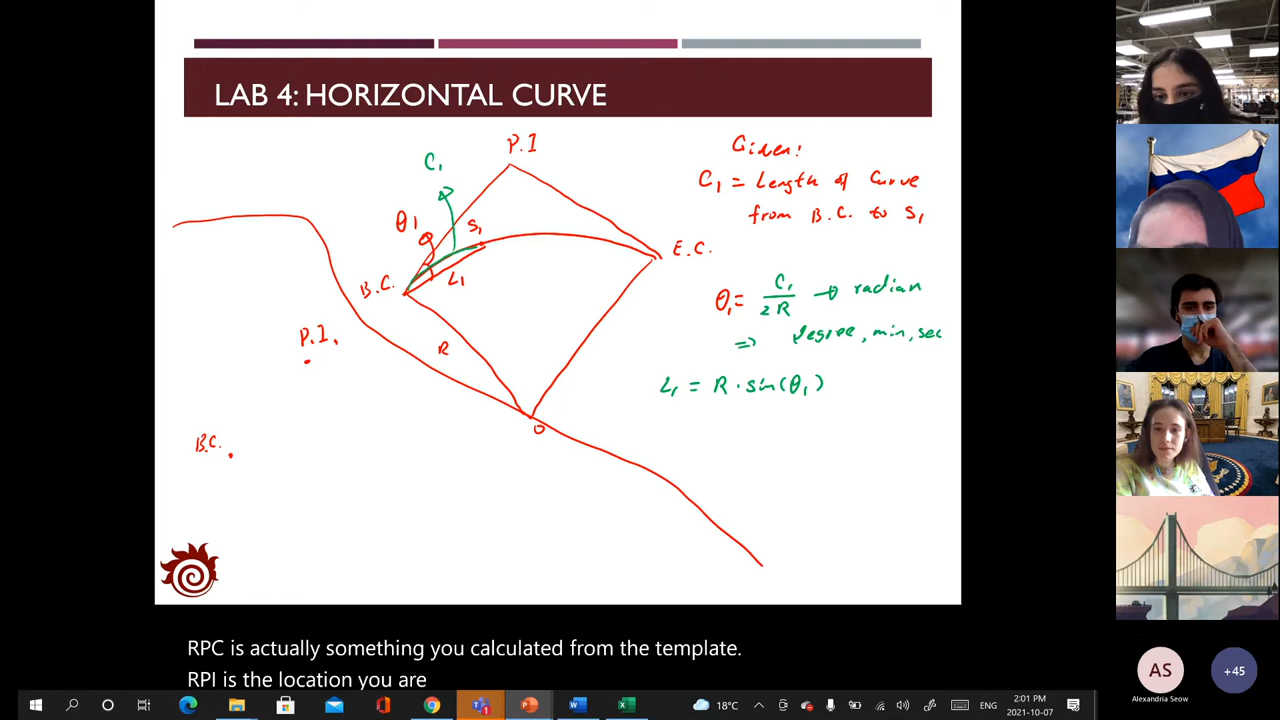 LAB 4: HORIZONTAL CURVE
P.I
C₁
θ1
S₁
E.C.
B.C.
L₁
R
O
P.I.
B.C.
Given:
C₁ = Length of Curve
from B.C. to S₁
θ₁ = C₁/2R → radian
⇒ degree, min, sec
L₁ = R · sin(θ₁)
RPC is actually something you calculated from the template.
RPI is the location you are
AS
Alexandria Seow
+45
18°C
ENG
2:01 PM
2021-10-07